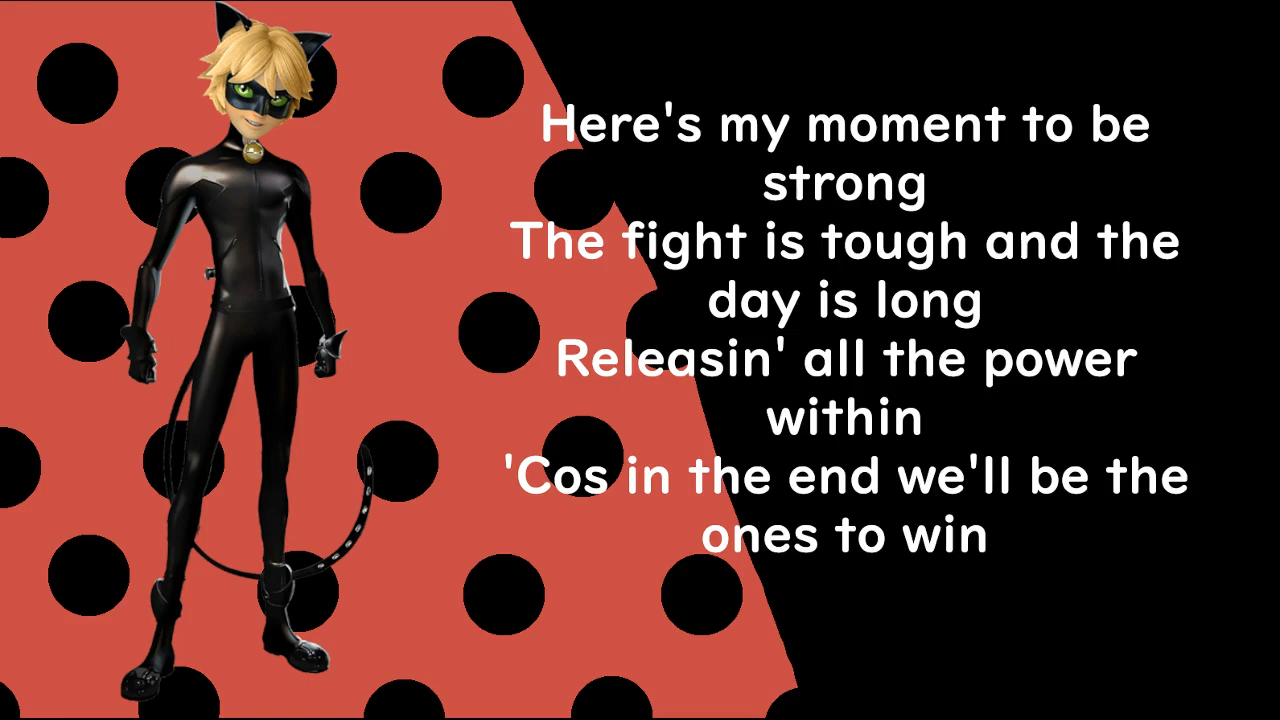 Here's my moment to be
strong
The fight is tough and the
day is long
Releasin' all the power
within
'Cos in the end we'll be the
ones to win